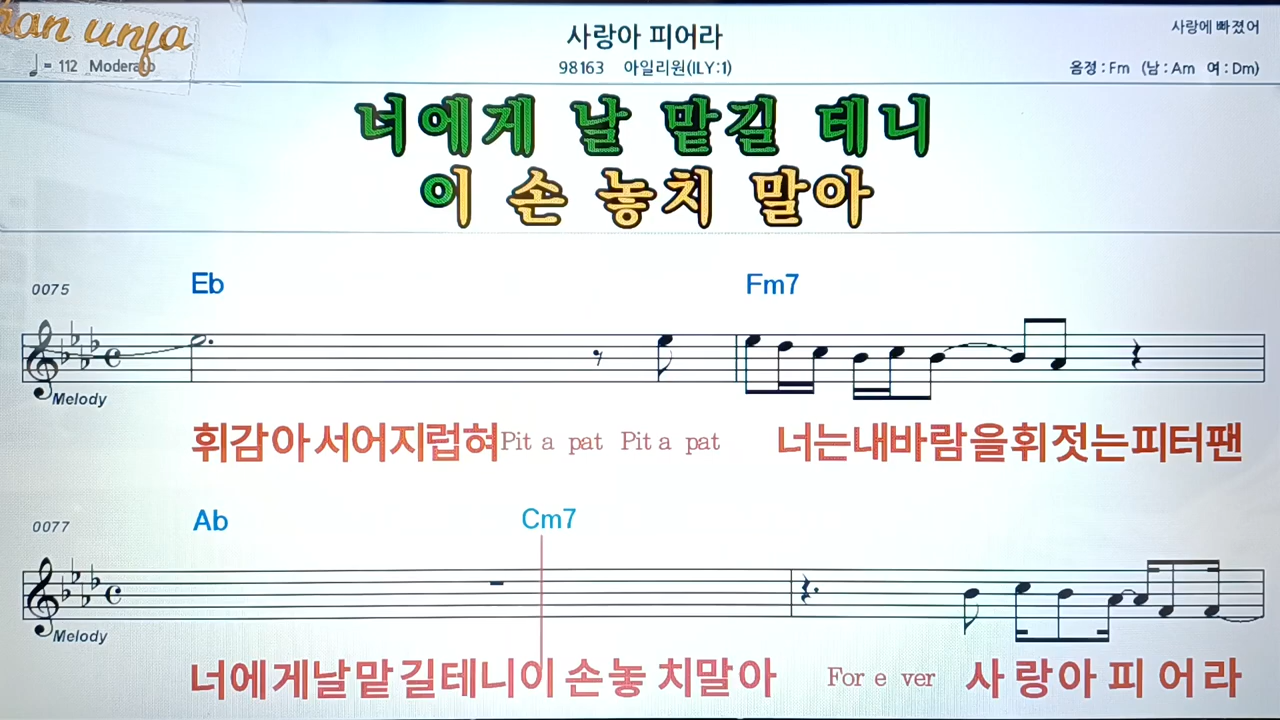 사랑아 피어라
사랑에 빠졌어
♩= 112 Moderato
98163 아일리원(ILY:1)
음정 : Fm (남 : Am 여 : Dm)
너에게 날 맡길 테니
이 손 놓치 말아
0075
Eb
Fm7
Melody
휘감아서어지럽혀 Pit a pat Pit a pat 너는내바람을휘젓는피터팬
0077
Ab
Cm7
Melody
너에게날맡길테니이 손놓 치말아 For e ver 사 랑아 피 어라